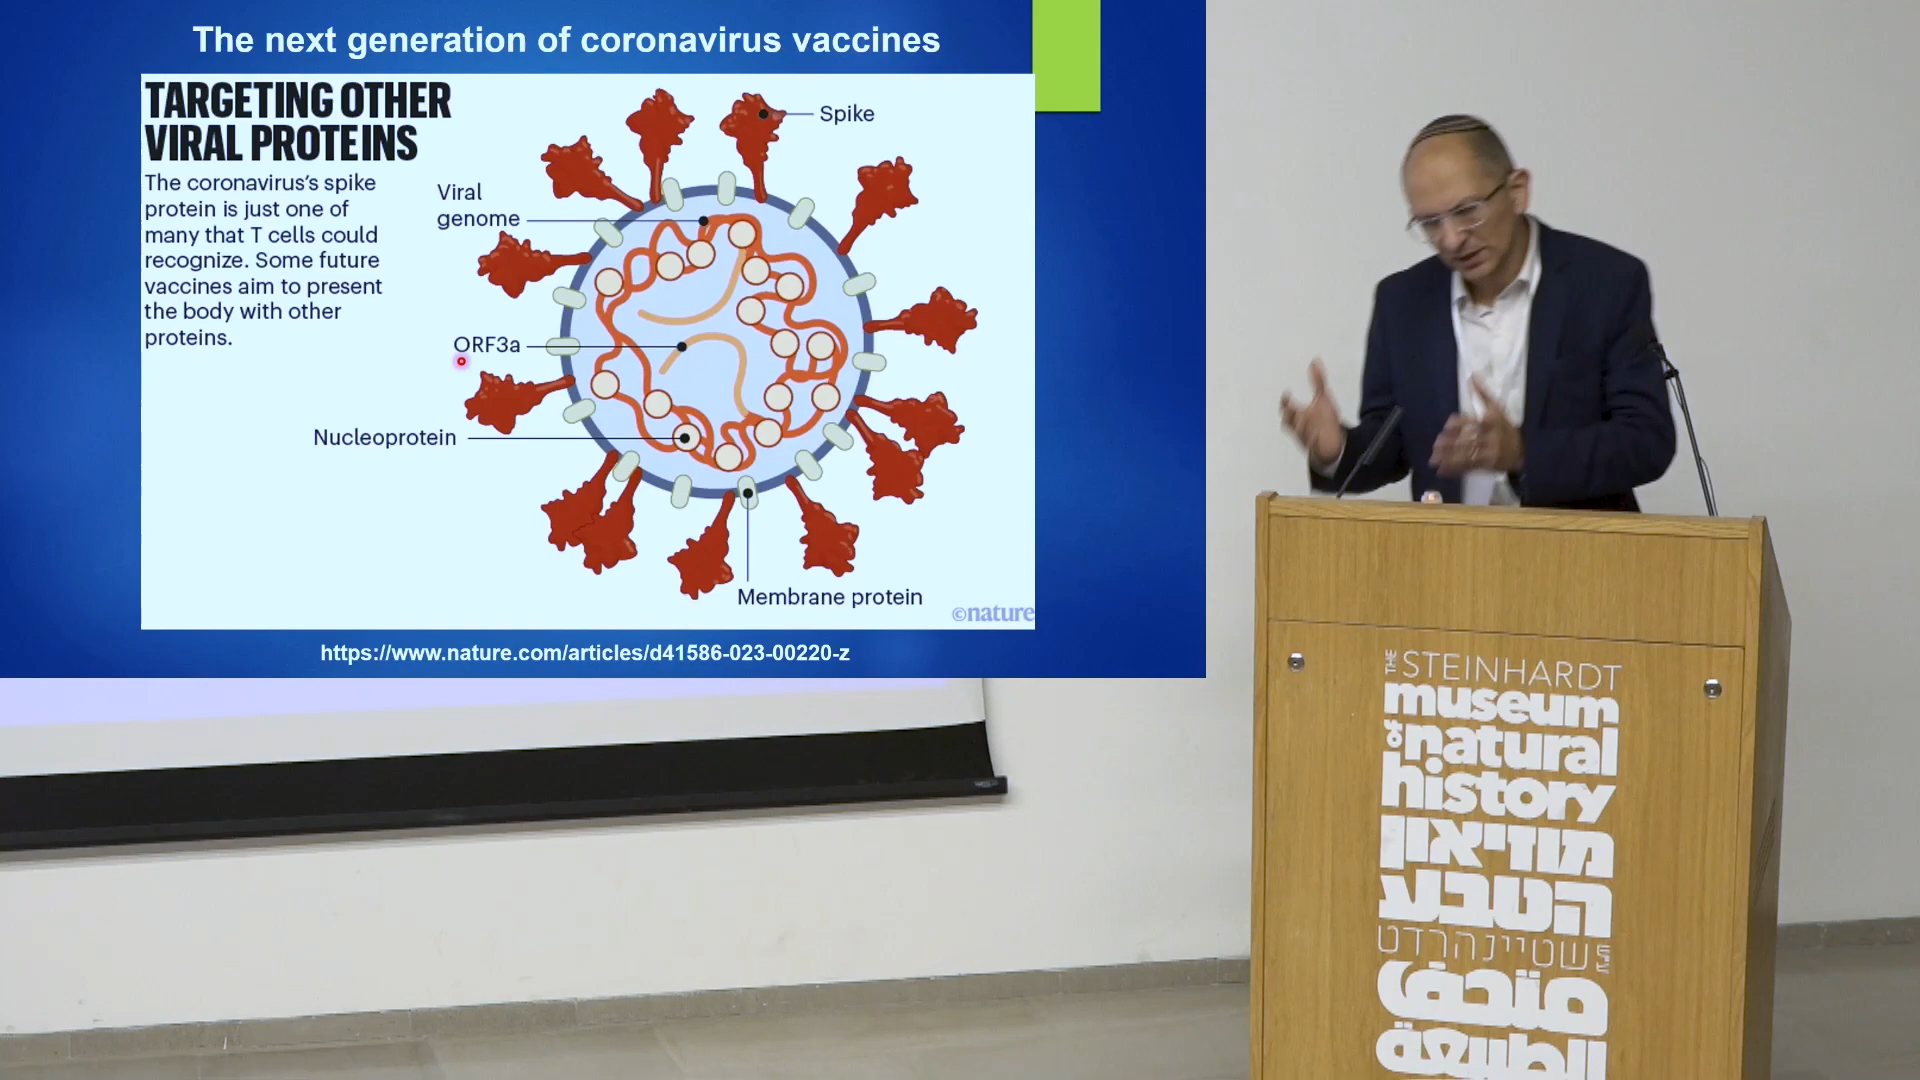 The next generation of coronavirus vaccines
TARGETING OTHER
VIRAL PROTEINS
The coronavirus's spike
protein is just one of
many that T cells could
recognize. Some future
vaccines aim to present
the body with other
proteins.
Spike
Viral
genome
ORF3a
Nucleoprotein
Membrane protein
©nature
https://www.nature.com/articles/d41586-023-00220-z
THE STEINHARDT
museum
of natural
history
מוזיאון
הטבע
ע״ש שטיינהרדט
متحف
الطبيعة